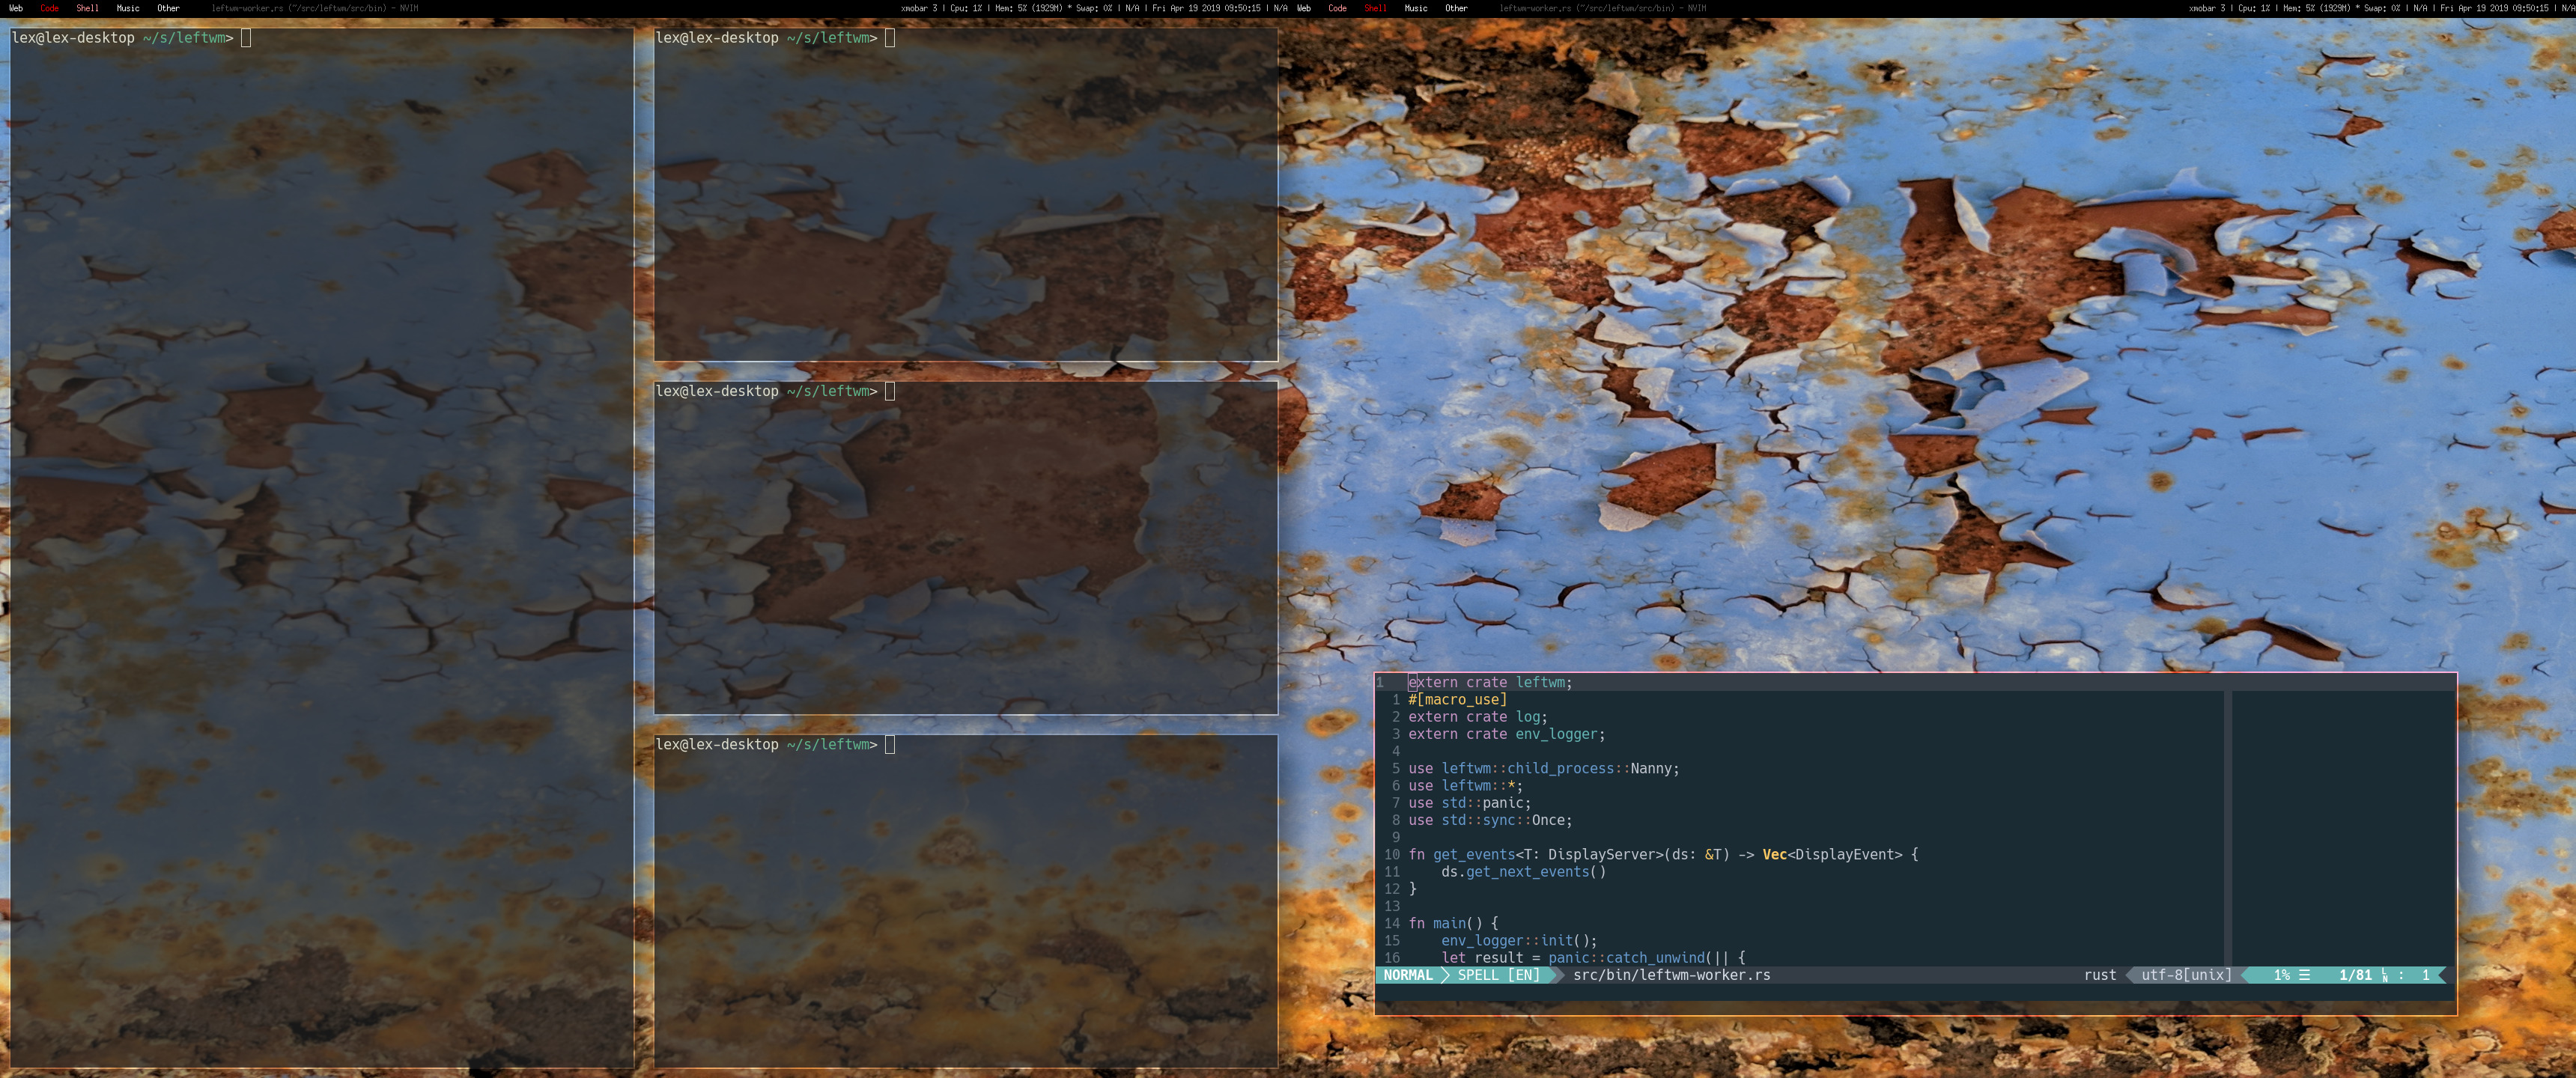 Web Code Shell Music Other leftwm-worker.rs (~/src/leftwm/src/bin) - NVIM
xmobar 3 | Cpu: 1% | Mem: 5% (1929M) * Swap: 0% | N/A | Fri Apr 19 2019 09:50:15 | N/A
Web Code Shell Music Other leftwm-worker.rs (~/src/leftwm/src/bin) - NVIM
xmobar 3 | Cpu: 1% | Mem: 5% (1929M) * Swap: 0% | N/A | Fri Apr 19 2019 09:50:15 | N/A
lex@lex-desktop ~/s/leftwm>
lex@lex-desktop ~/s/leftwm>
lex@lex-desktop ~/s/leftwm>
lex@lex-desktop ~/s/leftwm>
1 extern crate leftwm;
1 #[macro_use]
2 extern crate log;
3 extern crate env_logger;
4
5 use leftwm::child_process::Nanny;
6 use leftwm::*;
7 use std::panic;
8 use std::sync::Once;
9
10 fn get_events<T: DisplayServer>(ds: &T) -> Vec<DisplayEvent> {
11     ds.get_next_events()
12 }
13
14 fn main() {
15     env_logger::init();
16     let result = panic::catch_unwind(|| {
NORMAL SPELL [EN] src/bin/leftwm-worker.rs rust utf-8[unix] 1% ☰ 1/81 ㏑ : 1